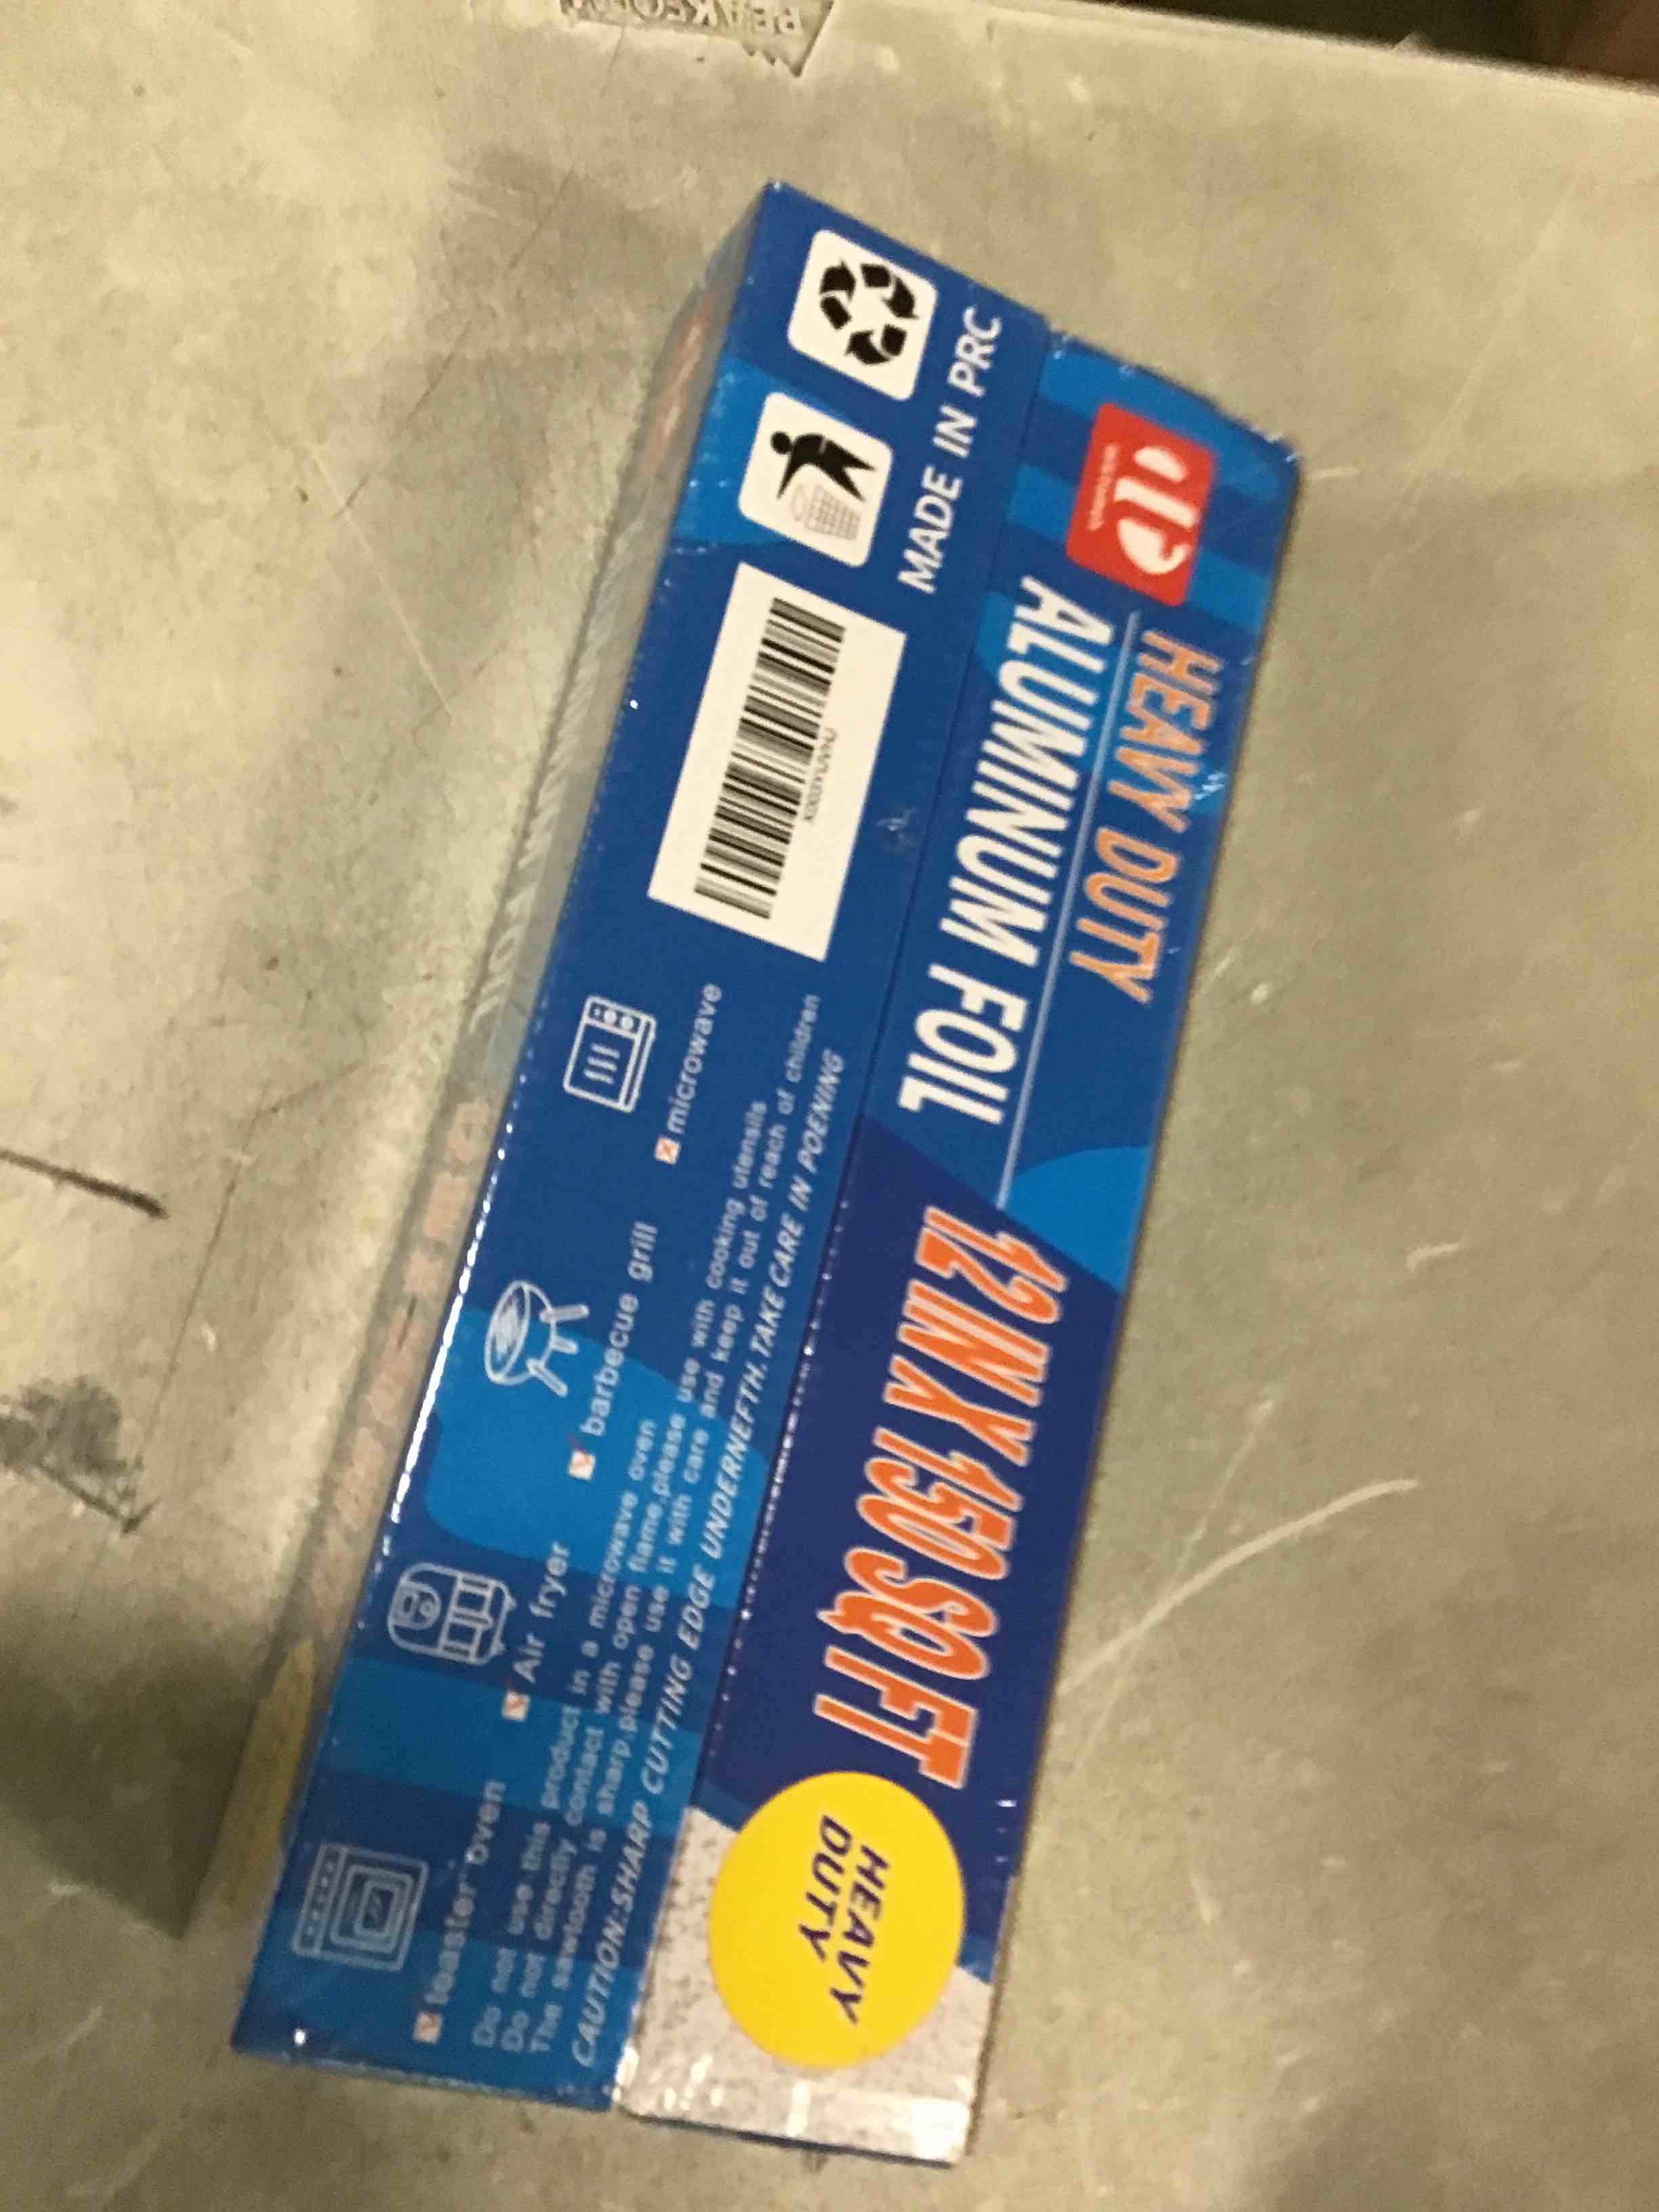 HEAVY DUTY
ALUMINUM FOIL
12 IN X 150 SQ FT
HEAVY
DUTY
MADE IN PRC
toaster oven
Air fryer
barbecue grill
microwave
Do not use this product in a microwave oven
Do not directly contact with open flame,please use with cooking utensils
The sawtooth is sharp,please use it with care and keep it out of reach of children
CAUTION:SHARP CUTTING EDGE UNDERNEFTH.TAKE CARE IN POENING